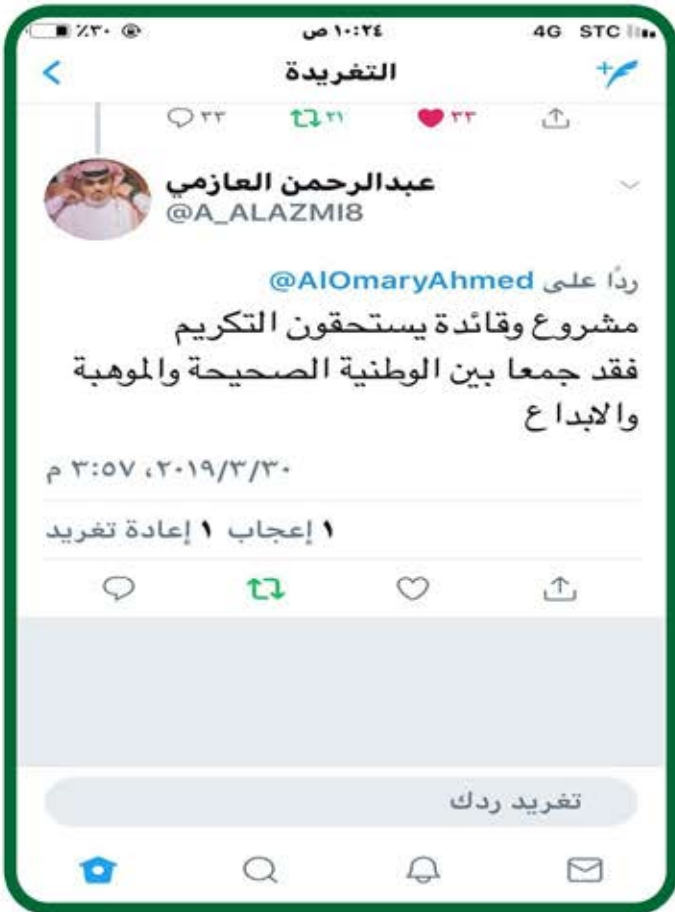 ٪٣٠ ١٠:٢٤ ص 4G STC
التغريدة
٣٣ ٢١ ٣٣
عبدالرحمن العازمي
@A_ALAZMI8
ردًا على @AlOmaryAhmed
مشروع وقائدة يستحقون التكريم
فقد جمعا بين الوطنية الصحيحة والموهبة
والابداع
٢٠١٩/٣/٣٠، ٣:٥٧ م
١ إعجاب ١ إعادة تغريد
تغريد ردك